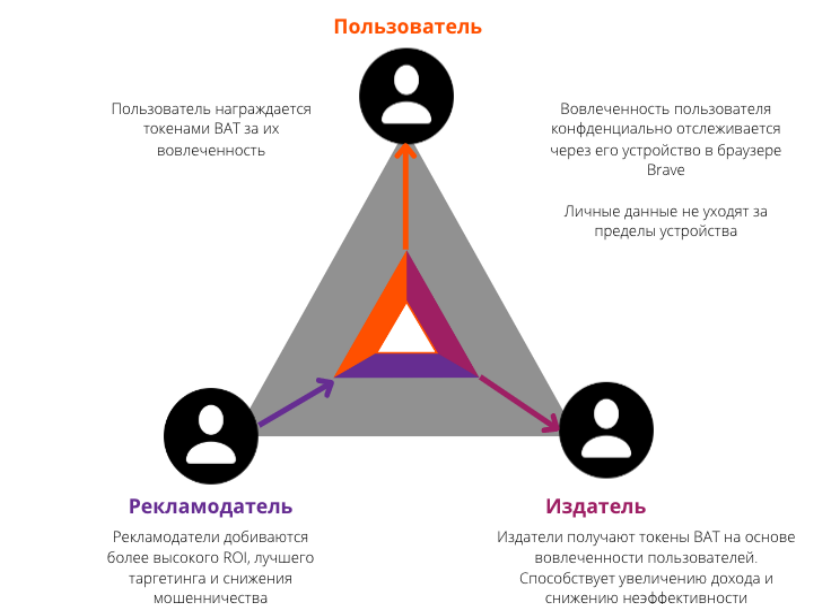 Пользователь
Пользователь награждается
токенами BAT за их
вовлеченность
Вовлеченность пользователя
конфденциально отслеживается
через его устройство в браузере
Brave
Личные данные не уходят за
пределы устройства
Рекламодатель
Рекламодатели добиваются
более высокого ROI, лучшего
таргетинга и снижения
мошенничества
Издатель
Издатели получают токены BAT на основе
вовлеченности пользователей.
Способствует увеличению дохода и
снижению неэффективности